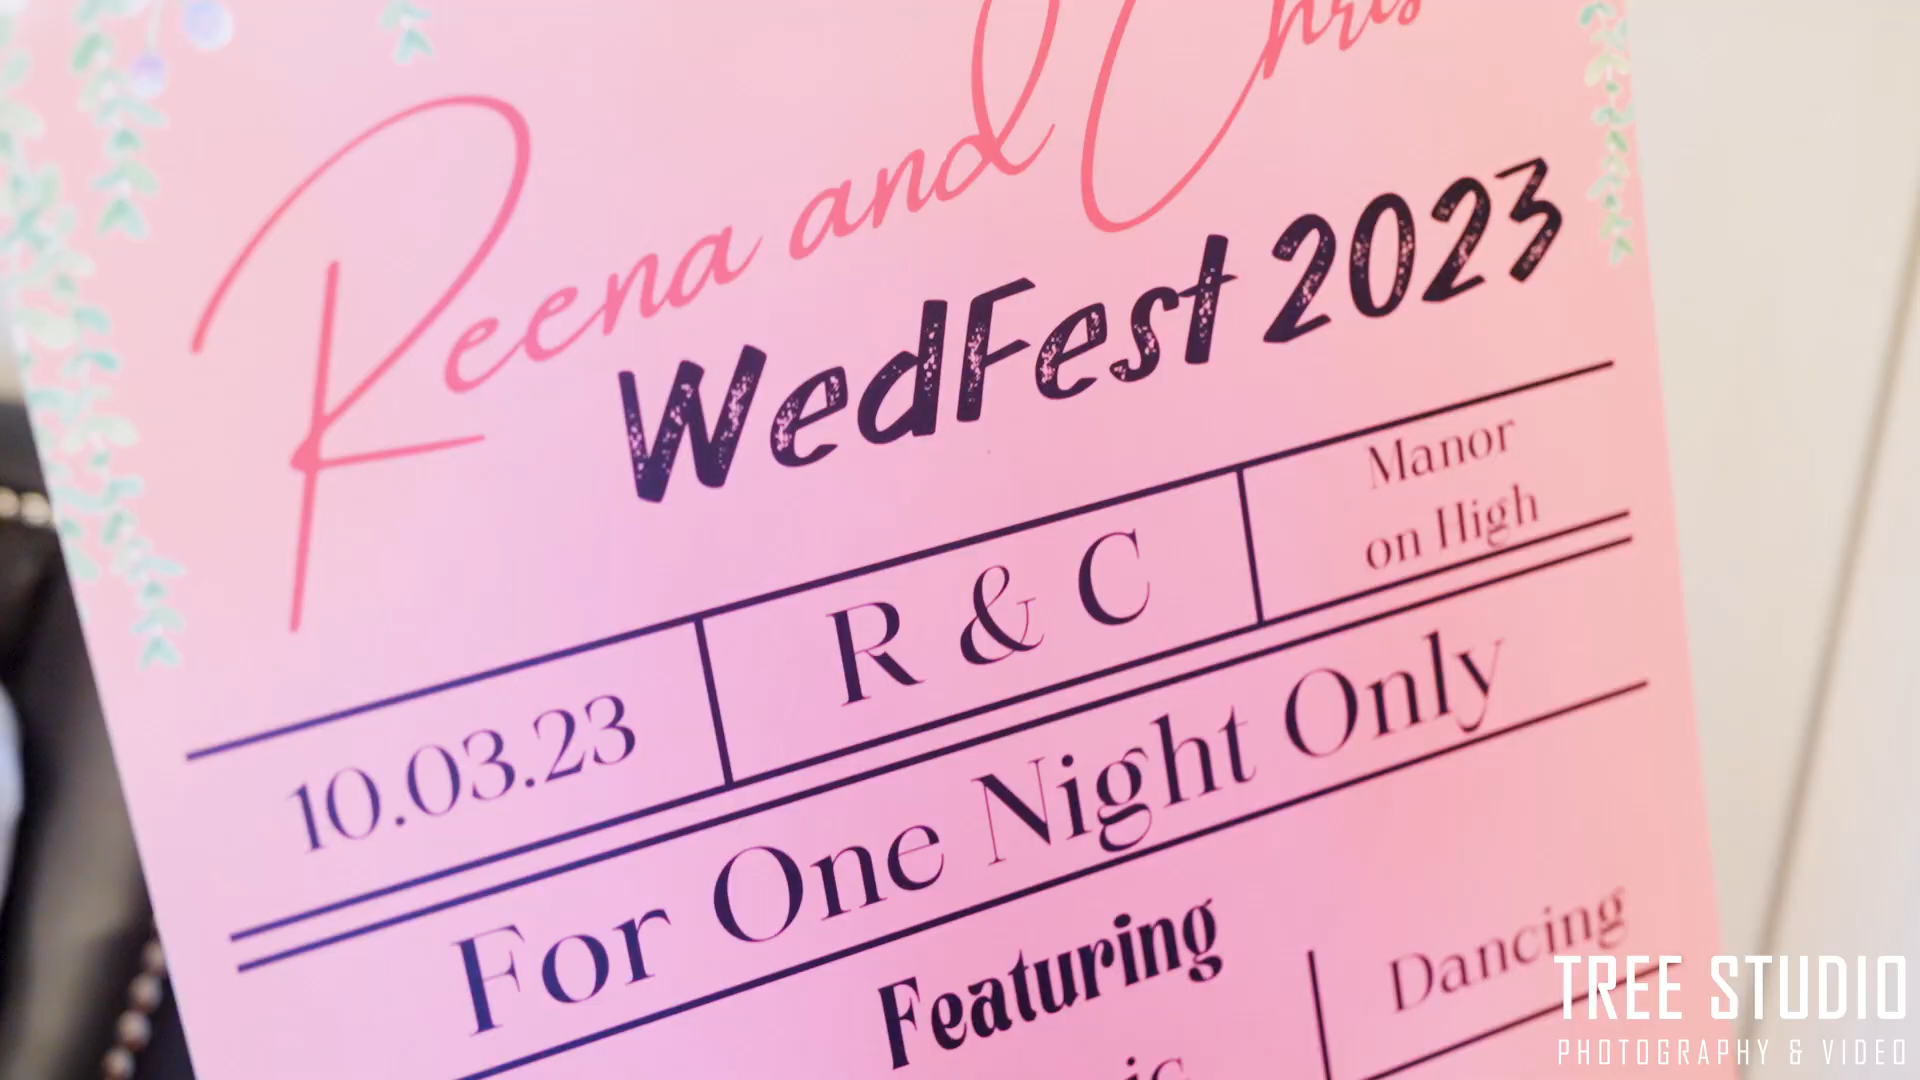 Reena and Chris
WedFest 2023
10.03.23
R & C
Manor
on High
For One Night Only
Featuring
Dancing
TREE STUDIO
PHOTOGRAPHY & VIDEO